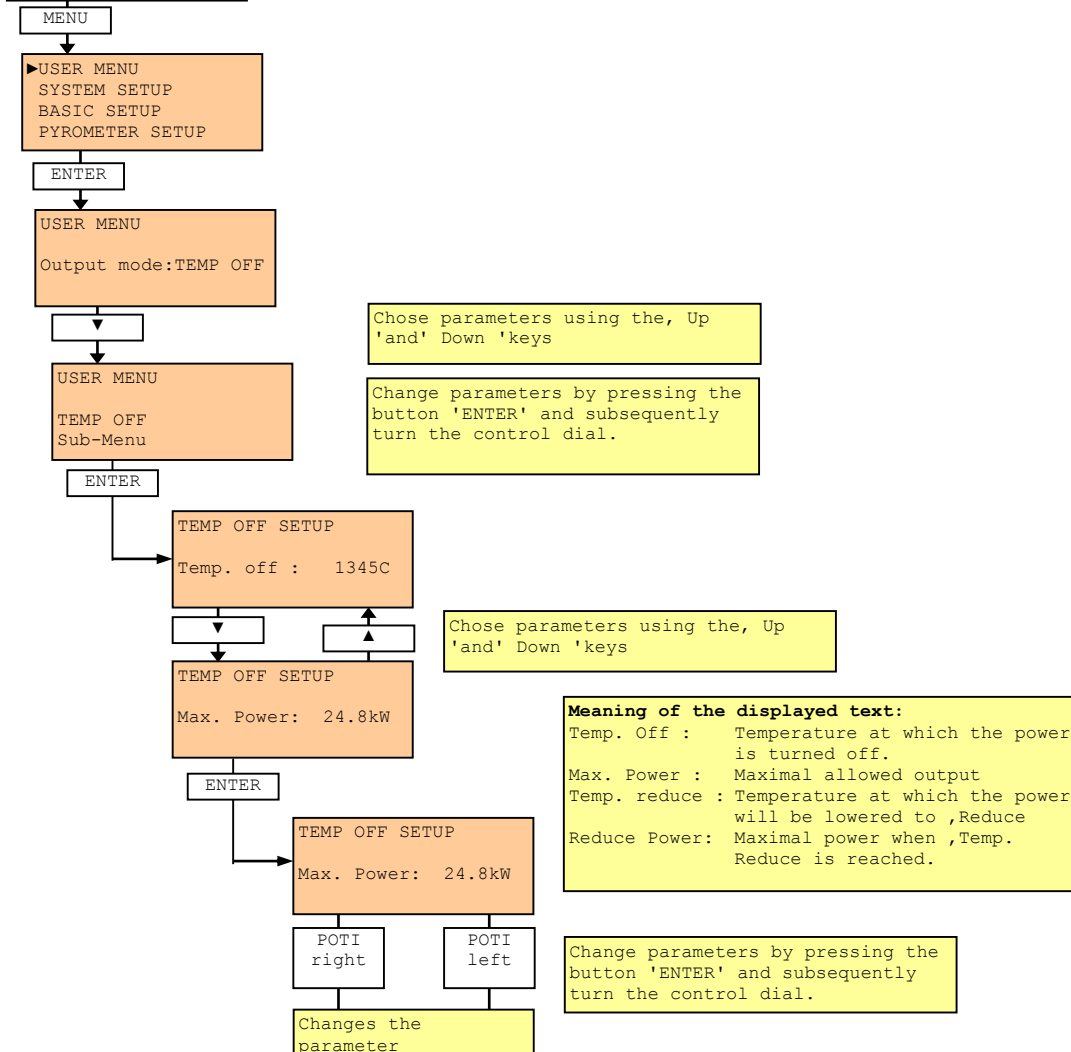 MENU
►USER MENU
SYSTEM SETUP
BASIC SETUP
PYROMETER SETUP
ENTER
USER MENU
Output mode:TEMP OFF
▼
Chose parameters using the, Up
'and' Down 'keys
USER MENU
TEMP OFF
Sub-Menu
Change parameters by pressing the
button 'ENTER' and subsequently
turn the control dial.
ENTER
TEMP OFF SETUP
Temp. off : 1345C
▼
▲
Chose parameters using the, Up
'and' Down 'keys
TEMP OFF SETUP
Max. Power: 24.8kW
Meaning of the displayed text:
Temp. Off : Temperature at which the power
is turned off.
Max. Power : Maximal allowed output
Temp. reduce : Temperature at which the power
will be lowered to ,Reduce
Reduce Power: Maximal power when ,Temp.
Reduce is reached.
ENTER
TEMP OFF SETUP
Max. Power: 24.8kW
POTI
right
POTI
left
Change parameters by pressing the
button 'ENTER' and subsequently
turn the control dial.
Changes the
parameter